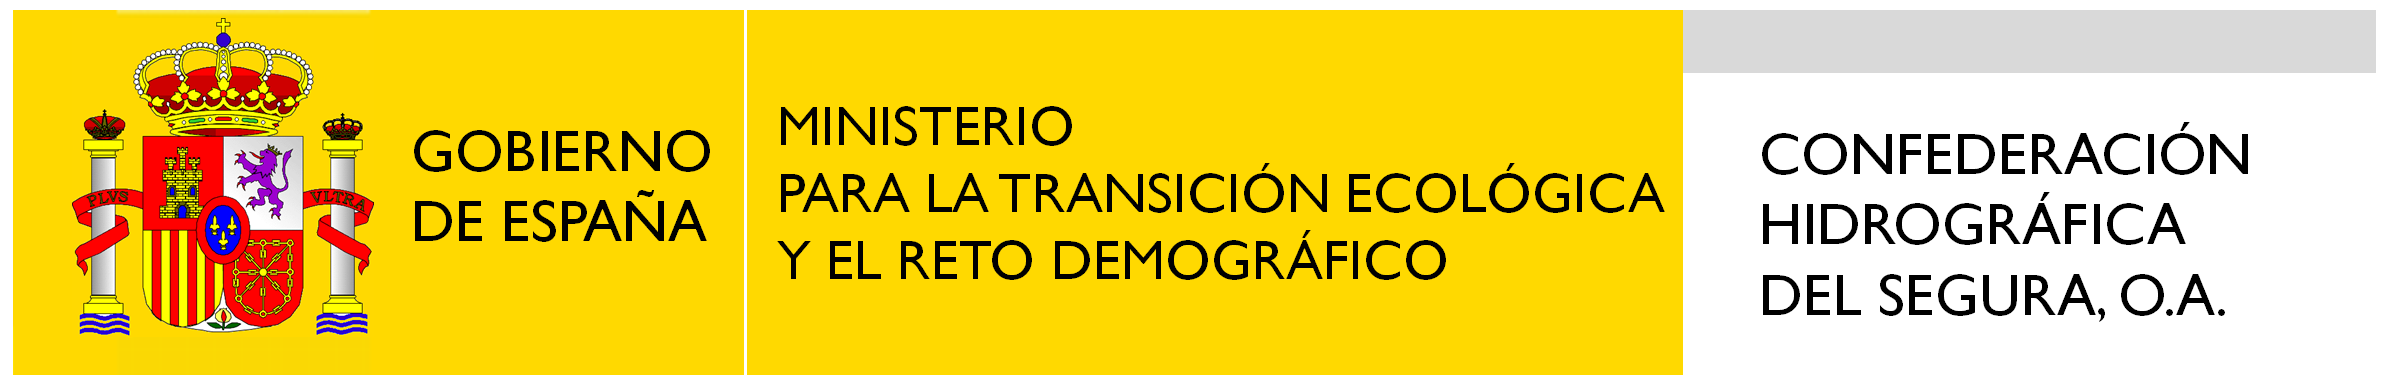 PLVS
VLTRA
GOBIERNO
DE ESPAÑA
MINISTERIO
PARA LA TRANSICIÓN ECOLÓGICA
Y EL RETO DEMOGRÁFICO
CONFEDERACIÓN
HIDROGRÁFICA
DEL SEGURA, O.A.